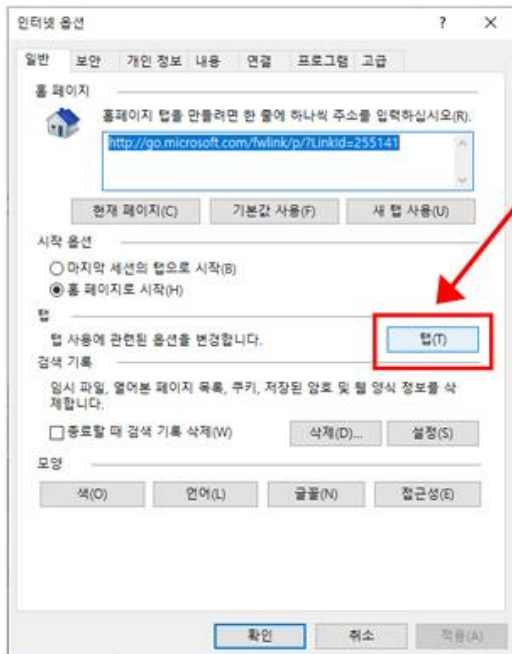 인터넷 옵션
일반 보안 개인 정보 내용 연결 프로그램 고급
홈 페이지
홈페이지 탭을 만들려면 한 줄에 하나씩 주소를 입력하십시오(R).
http://go.microsoft.com/fwlink/p/?LinkId=255141
현재 페이지(C) 기본값 사용(F) 새 탭 사용(U)
시작 옵션
마지막 세션의 탭으로 시작(B)
홈 페이지로 시작(H)
탭
탭 사용에 관련된 옵션을 변경합니다. 탭(T)
검색 기록
임시 파일, 열어본 페이지 목록, 쿠키, 저장된 암호 및 웹 양식 정보를 삭
제합니다.
종료할 때 검색 기록 삭제(W) 삭제(D)... 설정(S)
모양
색(O) 언어(L) 글꼴(N) 접근성(E)
확인 취소 적용(A)